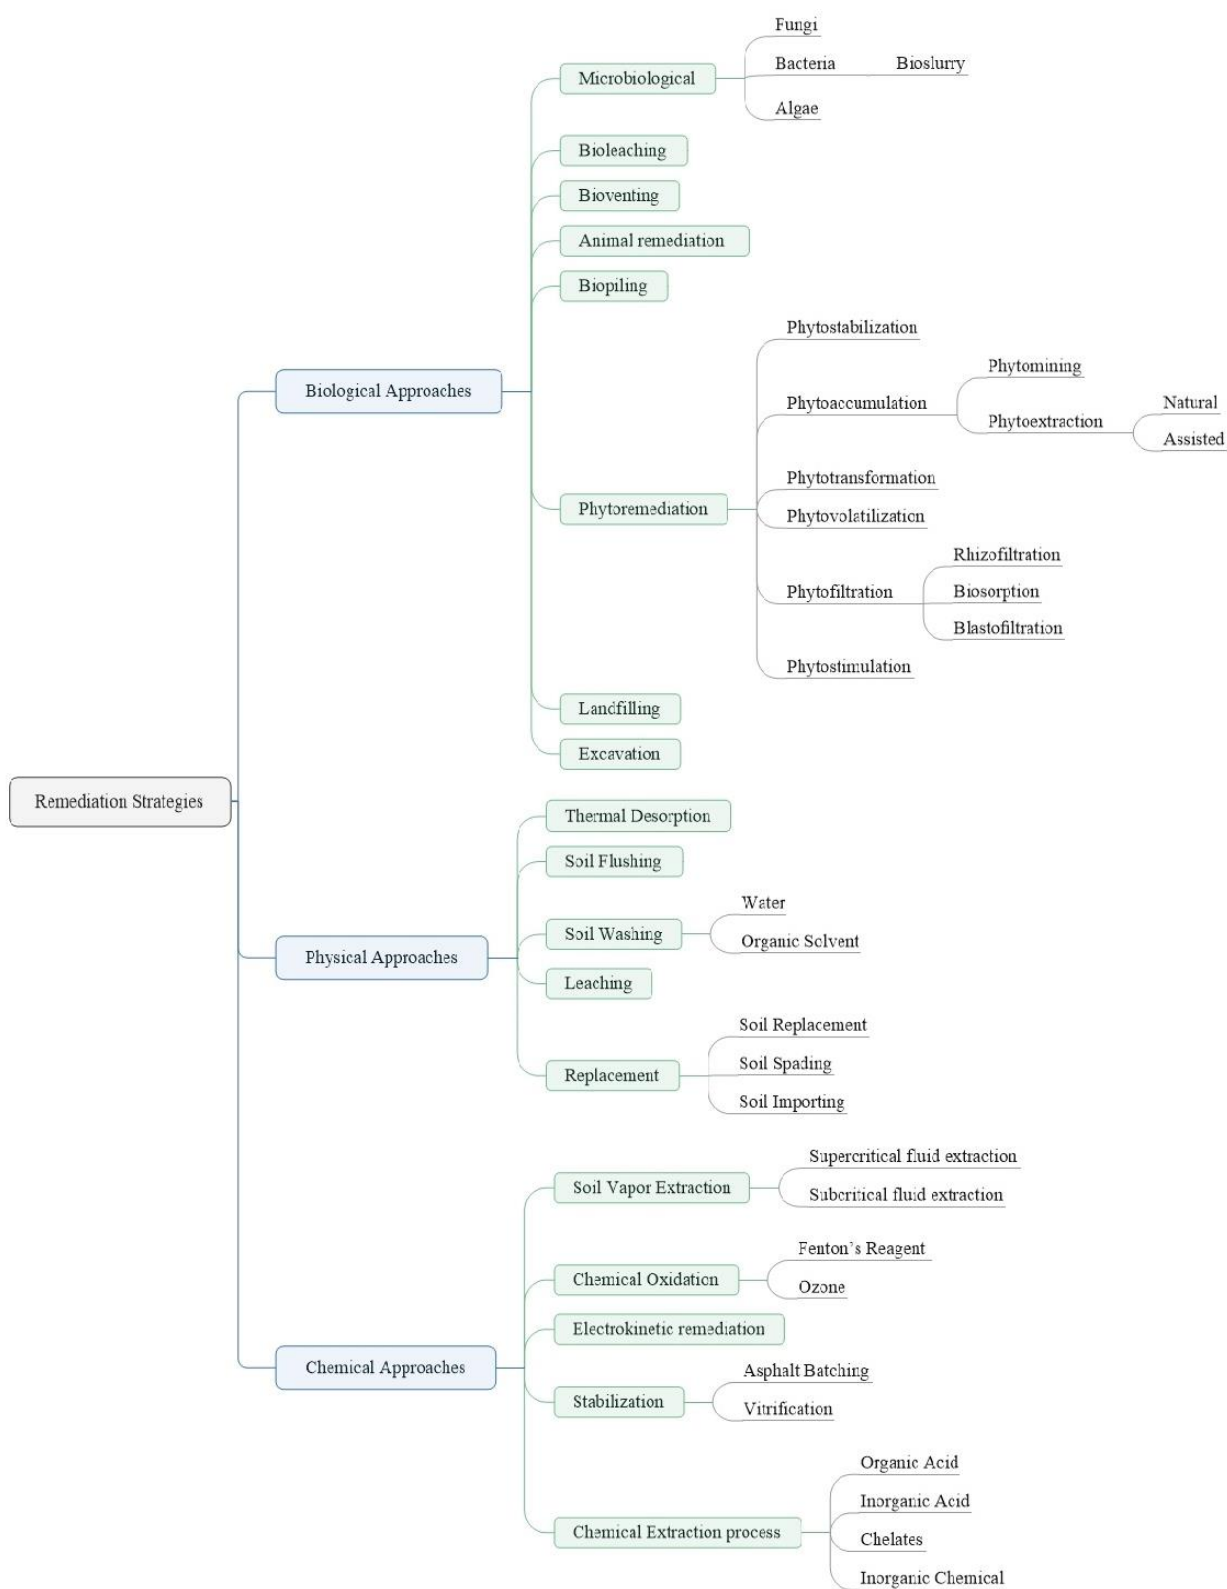 Fungi
Bacteria
Bioslurry
Microbiological
Algae
Bioleaching
Bioventing
Animal remediation
Biopiling
Phytostabilization
Phytomining
Biological Approaches
Phytoaccumulation
Natural
Phytoextraction
Assisted
Phytotransformation
Phytoremediation
Phytovolatilization
Rhizofiltration
Phytofiltration
Biosorption
Blastofiltration
Phytostimulation
Landfilling
Excavation
Remediation Strategies
Thermal Desorption
Soil Flushing
Water
Soil Washing
Organic Solvent
Physical Approaches
Leaching
Soil Replacement
Replacement
Soil Spading
Soil Importing
Supercritical fluid extraction
Soil Vapor Extraction
Subcritical fluid extraction
Fenton’s Reagent
Chemical Oxidation
Ozone
Electrokinetic remediation
Chemical Approaches
Asphalt Batching
Stabilization
Vitrification
Organic Acid
Inorganic Acid
Chemical Extraction process
Chelates
Inorganic Chemical